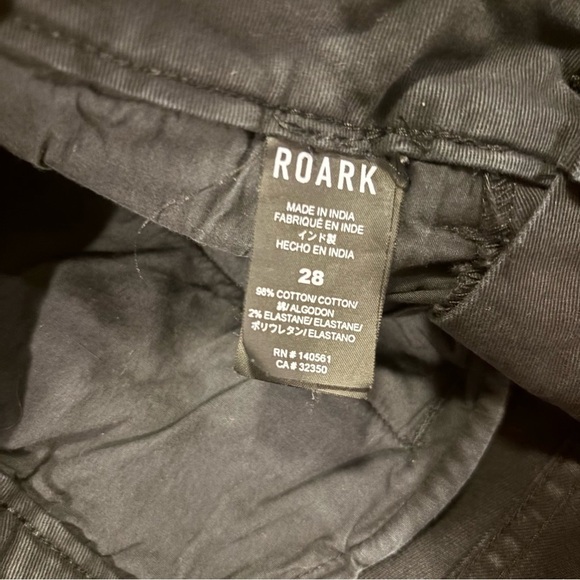 ROARK
MADE IN INDIA
FABRIQUÉ EN INDE
インド製
HECHO EN INDIA
28
98% COTTON/ COTTON/
綿/ ALGODON
2% ELASTANE/ ELASTANE/
ポリウレタン/ ELASTANO
RN # 140561
CA # 32350